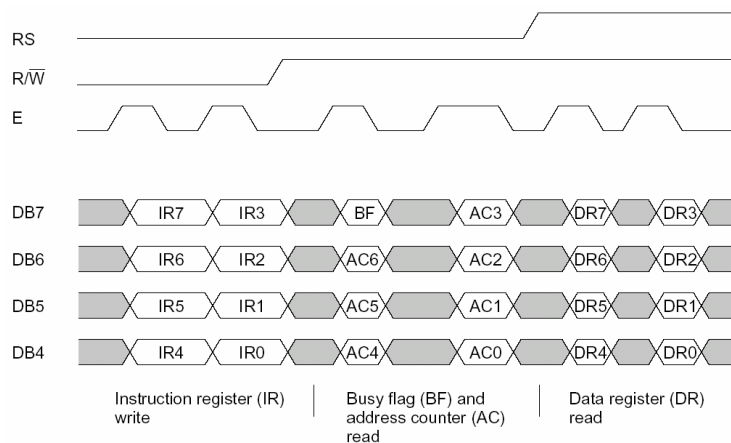 RS
R/W̅
E
DB7 IR7 IR3 BF AC3 DR7 DR3
DB6 IR6 IR2 AC6 AC2 DR6 DR2
DB5 IR5 IR1 AC5 AC1 DR5 DR1
DB4 IR4 IR0 AC4 AC0 DR4 DR0
Instruction register (IR)
write
Busy flag (BF) and
address counter (AC)
read
Data register (DR)
read